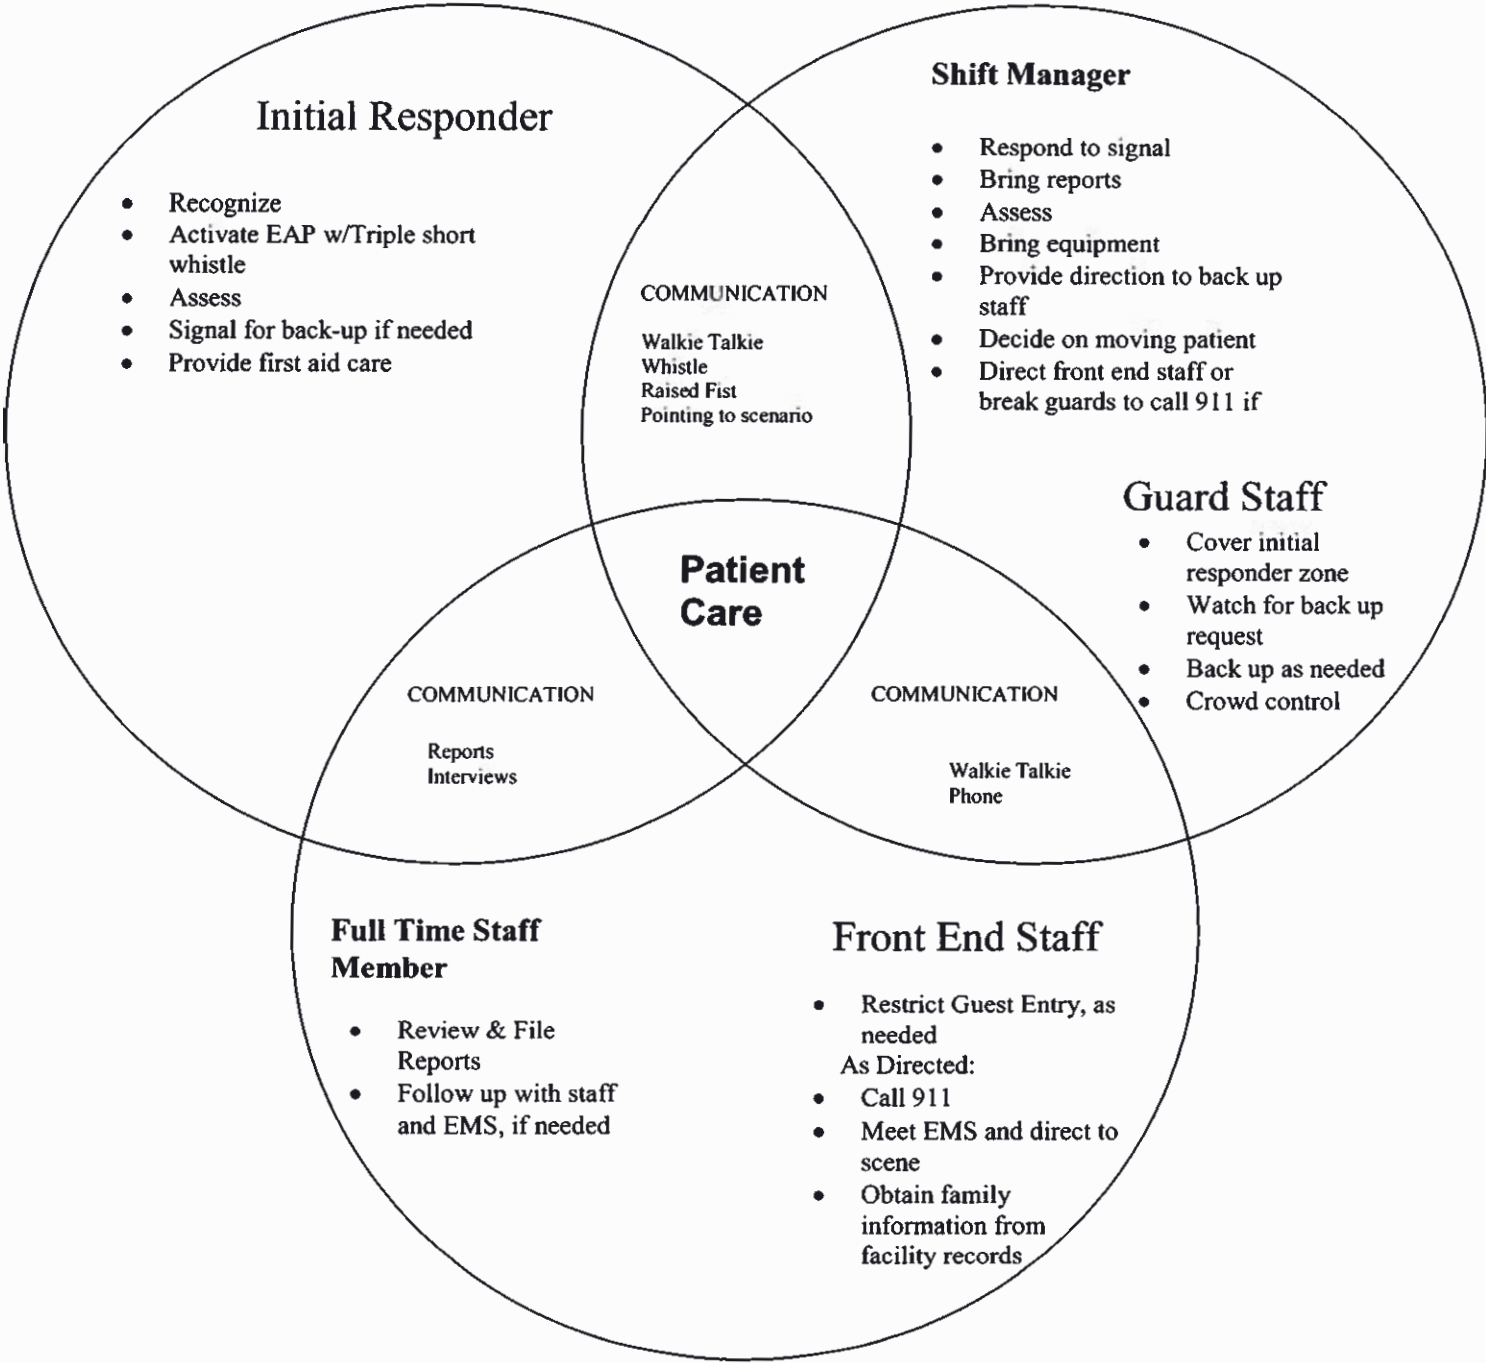 Initial Responder
• Recognize
• Activate EAP w/Triple short
whistle
• Assess
• Signal for back-up if needed
• Provide first aid care
Shift Manager
• Respond to signal
• Bring reports
• Assess
• Bring equipment
• Provide direction to back up
staff
• Decide on moving patient
• Direct front end staff or
break guards to call 911 if
COMMUNICATION
Walkie Talkie
Whistle
Raised Fist
Pointing to scenario
Guard Staff
• Cover initial
responder zone
• Watch for back up
request
• Back up as needed
• Crowd control
Patient
Care
COMMUNICATION
Reports
Interviews
COMMUNICATION
Walkie Talkie
Phone
Full Time Staff
Member
• Review & File
Reports
• Follow up with staff
and EMS, if needed
Front End Staff
• Restrict Guest Entry, as
needed
As Directed:
• Call 911
• Meet EMS and direct to
scene
• Obtain family
information from
facility records